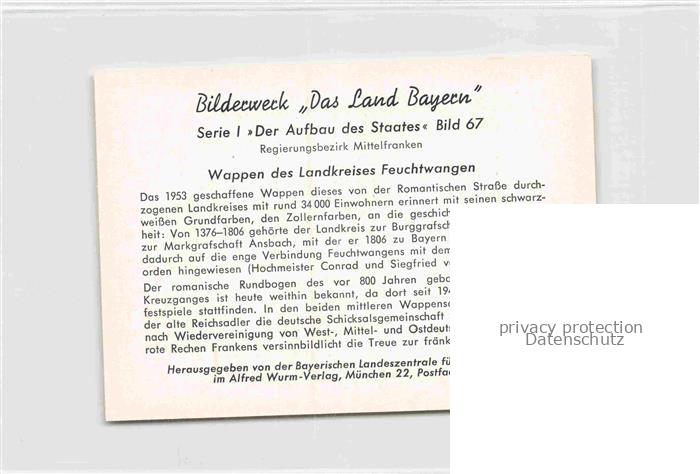 Bilderwerk „Das Land Bayern“
Serie I »Der Aufbau des Staates« Bild 67
Regierungsbezirk Mittelfranken
Wappen des Landkreises Feuchtwangen
Das 1953 geschaffene Wappen dieses von der Romantischen Straße durch-
zogenen Landkreises mit rund 34 000 Einwohnern erinnert mit seinen schwarz-
weißen Grundfarben, den Zollernfarben, an die geschich
heit: Von 1376–1806 gehörte der Landkreis zur Burggrafsch
zur Markgrafschaft Ansbach, mit der er 1806 zu Bayern
dadurch auf die enge Verbindung Feuchtwangens mit dem
orden hingewiesen (Hochmeister Conrad und Siegfried v
Der romanische Rundbogen des vor 800 Jahren geba
Kreuzganges ist heute weithin bekannt, da dort seit 194
festspiele stattfinden. In den beiden mittleren Wappensc
der alte Reichsadler die deutsche Schicksalsgemeinschaft
nach Wiedervereinigung von West-, Mittel- und Ostdeuts
rote Rechen Frankens versinnbildlicht die Treue zur fränk
Herausgegeben von der Bayerischen Landeszentrale fü
im Alfred Wurm-Verlag, München 22, Postfac
privacy protection
Datenschutz